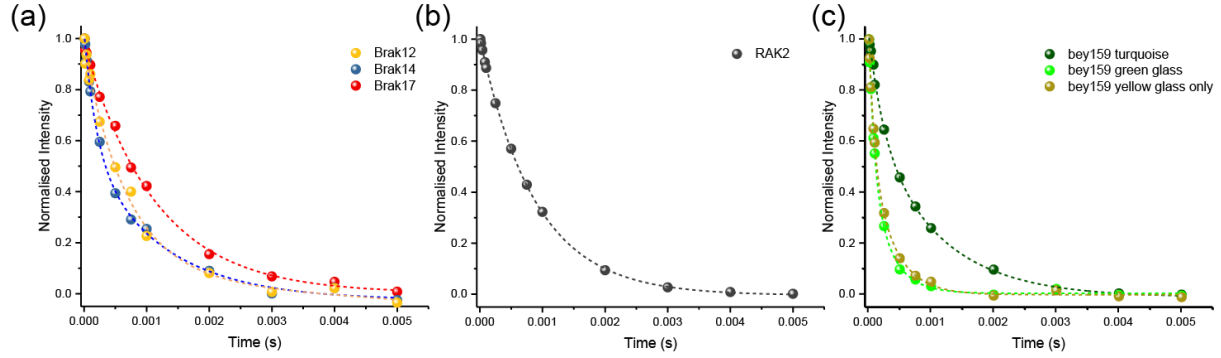 (a)
Normalised Intensity
1.0
0.8
0.6
0.4
0.2
0.0
0.000 0.001 0.002 0.003 0.004 0.005
Time (s)
Brak12
Brak14
Brak17
(b)
Normalised Intensity
1.0
0.8
0.6
0.4
0.2
0.0
0.000 0.001 0.002 0.003 0.004 0.005
Time (s)
RAK2
(c)
Normalised Intensity
1.0
0.8
0.6
0.4
0.2
0.0
0.000 0.001 0.002 0.003 0.004 0.005
Time (s)
bey159 turquoise
bey159 green glass
bey159 yellow glass only